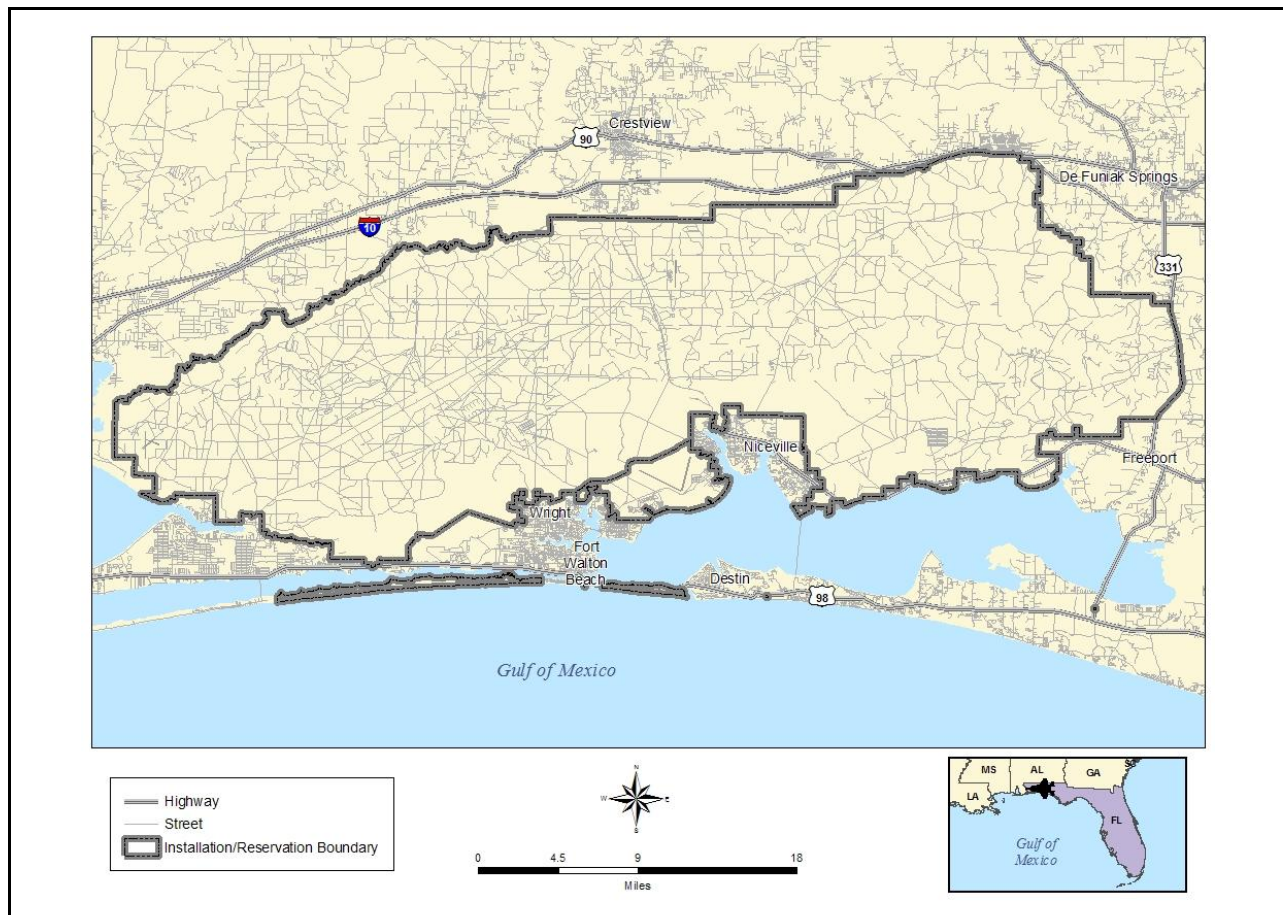 Crestview
90
De Funiak Springs
10
331
Niceville
Freeport
Wright
Fort
Walton
Beach
Destin
98
Gulf of Mexico
Highway
Street
Installation/Reservation Boundary
N
W
E
S
0 4.5 9 18
Miles
MS AL GA
LA
FL
Gulf of
Mexico